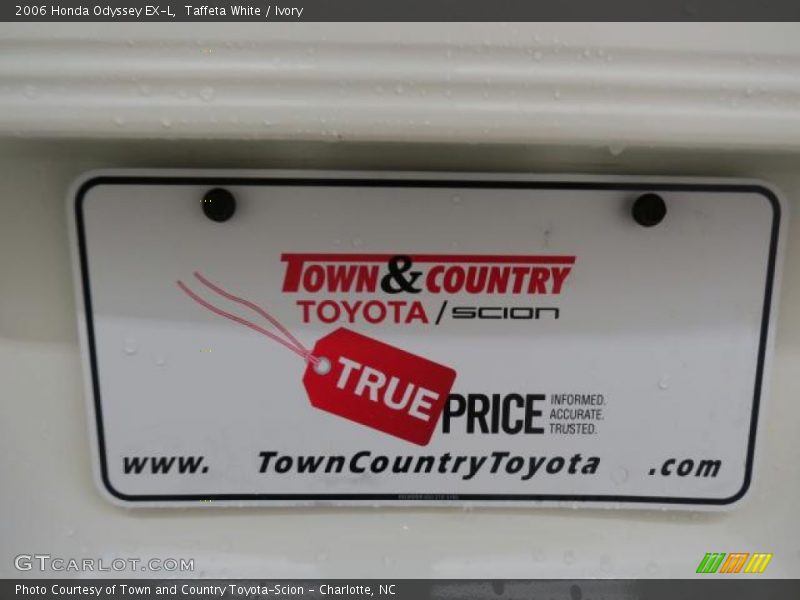 2006 Honda Odyssey EX-L, Taffeta White / Ivory
TOWN & COUNTRY
TOYOTA / SCION
TRUE
PRICE
INFORMED.
ACCURATE.
TRUSTED.
www. TownCountryToyota .com
GTCARLOT.COM
Photo Courtesy of Town and Country Toyota-Scion - Charlotte, NC